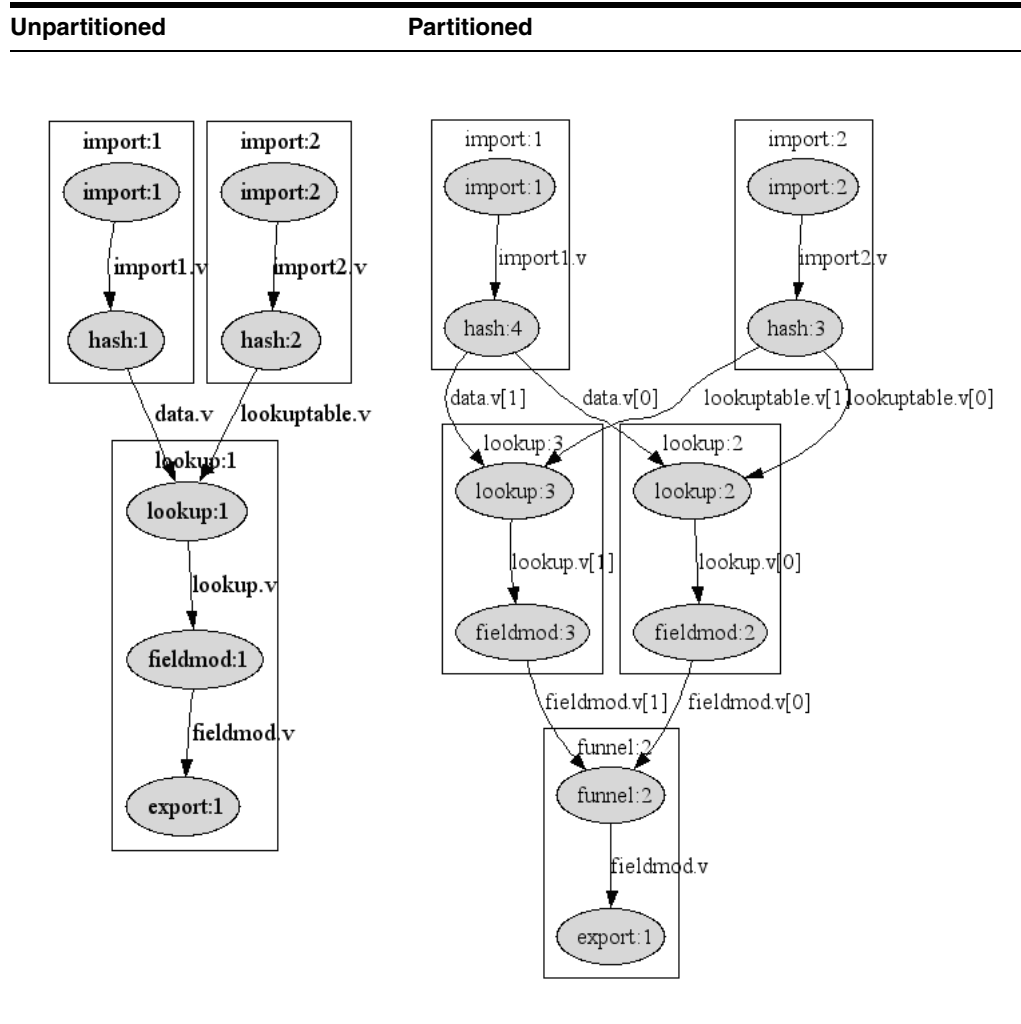 Unpartitioned
Partitioned
import:1
import:2
import:1
import:2
import1.v
import2.v
hash:1
hash:2
data.v
lookuptable.v
lookup:1
lookup:1
lookup.v
fieldmod:1
fieldmod.v
export:1
import:1
import:2
import:1
import:2
import1.v
import2.v
hash:4
hash:3
data.v[1]
data.v[0]
lookuptable.v[1]
lookuptable.v[0]
lookup:3
lookup:2
lookup:3
lookup:2
lookup.v[1]
lookup.v[0]
fieldmod:3
fieldmod:2
fieldmod.v[1]
fieldmod.v[0]
funnel:2
funnel:2
fieldmod.v
export:1